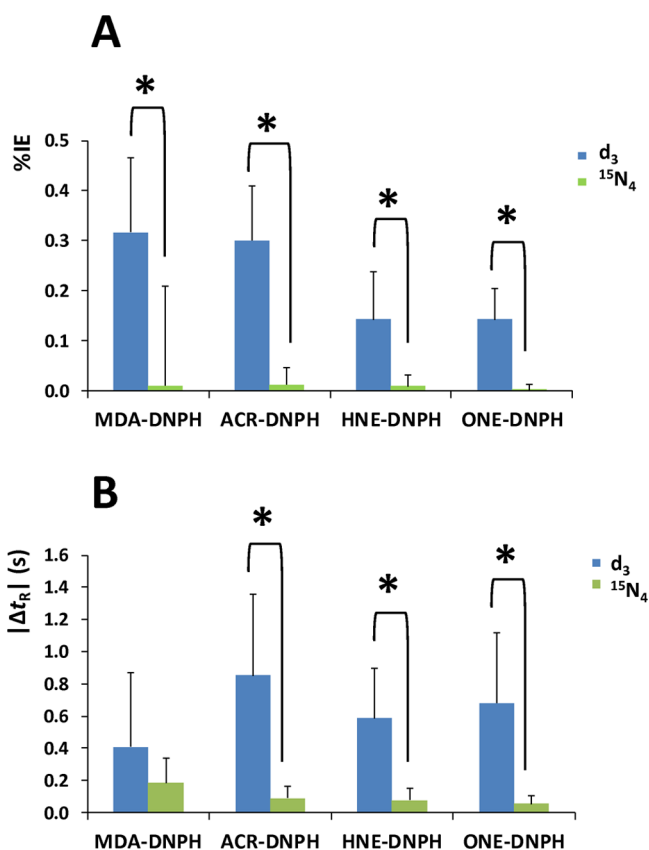 A
*
*
*
*
%IE
0.5
0.4
0.3
0.2
0.1
0.0
d₃
¹⁵N₄
MDA-DNPH ACR-DNPH HNE-DNPH ONE-DNPH
B
*
*
*
|Δt_R| (s)
1.6
1.4
1.2
1.0
0.8
0.6
0.4
0.2
0.0
d₃
¹⁵N₄
MDA-DNPH ACR-DNPH HNE-DNPH ONE-DNPH